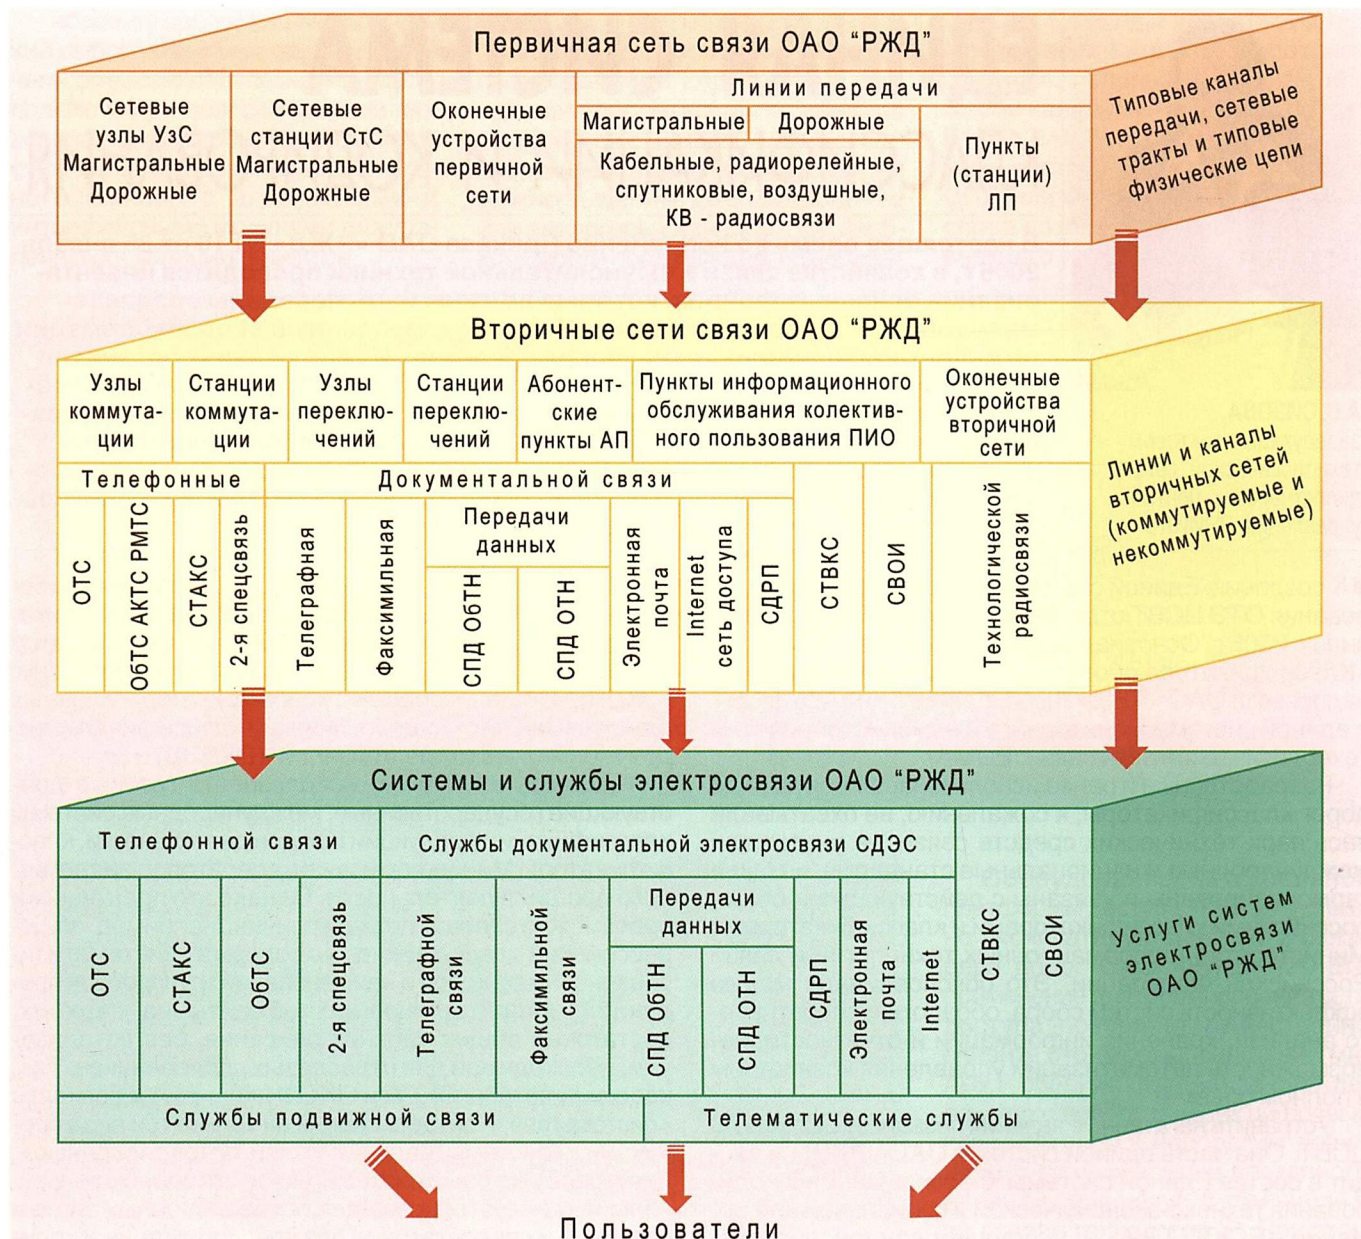 Первичная сеть связи ОАО “РЖД”
Сетевые
узлы УзС
Магистральные
Дорожные
Сетевые
станции СтС
Магистральные
Дорожные
Оконечные
устройства
первичной
сети
Линии передачи
Магистральные
Дорожные
Кабельные, радиорелейные,
спутниковые, воздушные,
КВ - радиосвязи
Пункты
(станции)
ЛП
Типовые каналы
передачи, сетевые
тракты и типовые
физические цепи
Вторичные сети связи ОАО “РЖД”
Узлы
коммута-
ции
Станции
коммута-
ции
Узлы
переключе-
чений
Станции
переклю-
чений
Абонент-
ские
пункты АП
Пункты информационного
обслуживания колектив-
ного пользования ПИО
Оконечные
устройства
вторичной
сети
Телефонные
Документальной связи
ОТС
ОбТС АКТС РМТС
СТАКС
2-я спецсвязь
Телеграфная
Факсимильная
Передачи
данных
СПД ОбТН
СПД ОТН
Электронная
почта
Internet
сеть доступа
СДРП
СТВКС
СВОИ
Технологической
радиосвязи
Линии и каналы
вторичных сетей
(коммутируемые и
некоммутируемые)
Системы и службы электросвязи ОАО “РЖД”
Телефонной связи
Службы документальной электросвязи СДЭС
ОТС
СТАКС
ОбТС
2-я спецсвязь
Телеграфной
связи
Факсимильной
связи
Передачи
данных
СПД ОбТН
СПД ОТН
СДРП
Электронная
почта
Internet
СТВКС
СВОИ
Службы подвижной связи
Телематические службы
Услуги систем
электросвязи
ОАО “РЖД”
Пользователи